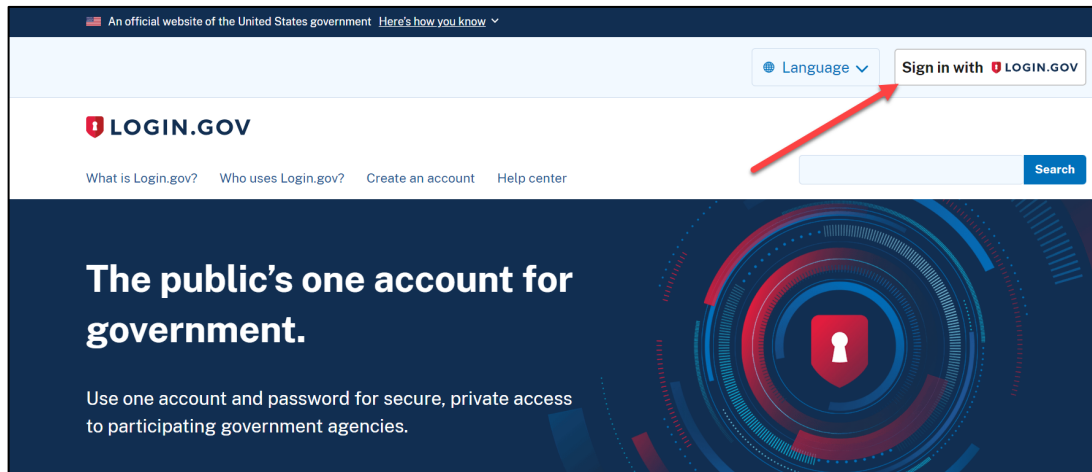 An official website of the United States government Here's how you know
Language
Sign in with LOGIN.GOV
LOGIN.GOV
What is Login.gov? Who uses Login.gov? Create an account Help center
Search
The public’s one account for
government.
Use one account and password for secure, private access
to participating government agencies.